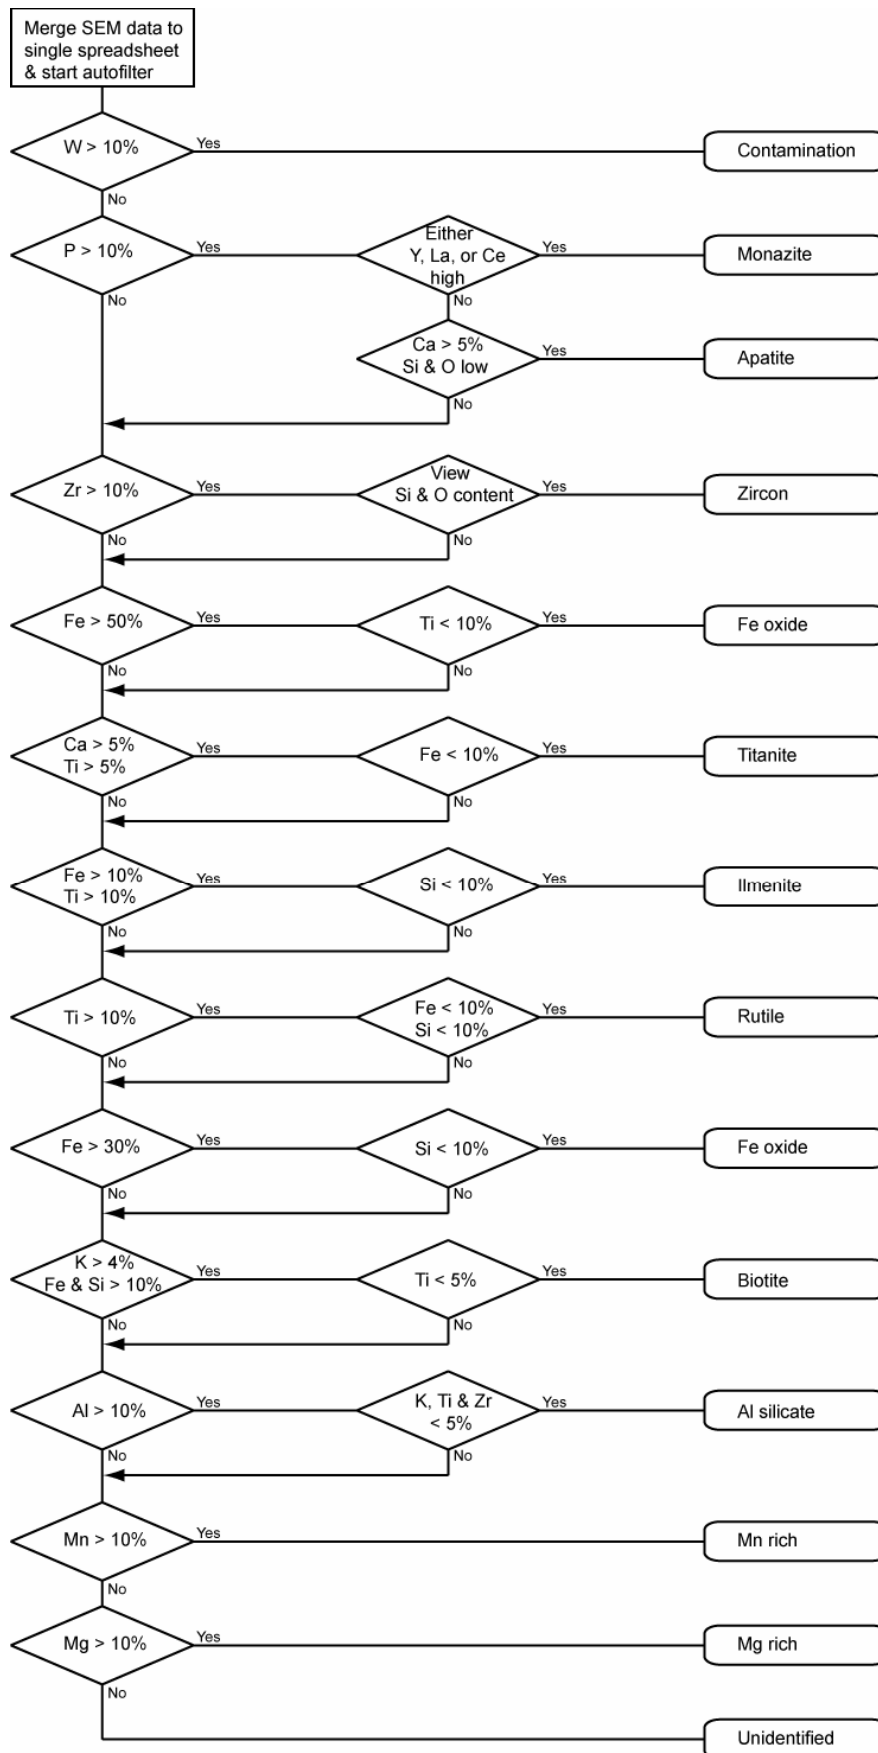 Merge SEM data to
single spreadsheet
& start autofilter
W > 10%
Yes
Contamination
No
P > 10%
Yes
Either
Y, La, or Ce
high
Yes
Monazite
No
No
Ca > 5%
Si & O low
Yes
Apatite
No
Zr > 10%
Yes
View
Si & O content
Yes
Zircon
No
No
Fe > 50%
Yes
Ti < 10%
Yes
Fe oxide
No
No
Ca > 5%
Ti > 5%
Yes
Fe < 10%
Yes
Titanite
No
No
Fe > 10%
Ti > 10%
Yes
Si < 10%
Yes
Ilmenite
No
No
Ti > 10%
Yes
Fe < 10%
Si < 10%
Yes
Rutile
No
No
Fe > 30%
Yes
Si < 10%
Yes
Fe oxide
No
No
K > 4%
Fe & Si > 10%
Yes
Ti < 5%
Yes
Biotite
No
No
Al > 10%
Yes
K, Ti & Zr
< 5%
Yes
Al silicate
No
No
Mn > 10%
Yes
Mn rich
No
Mg > 10%
Yes
Mg rich
No
Unidentified